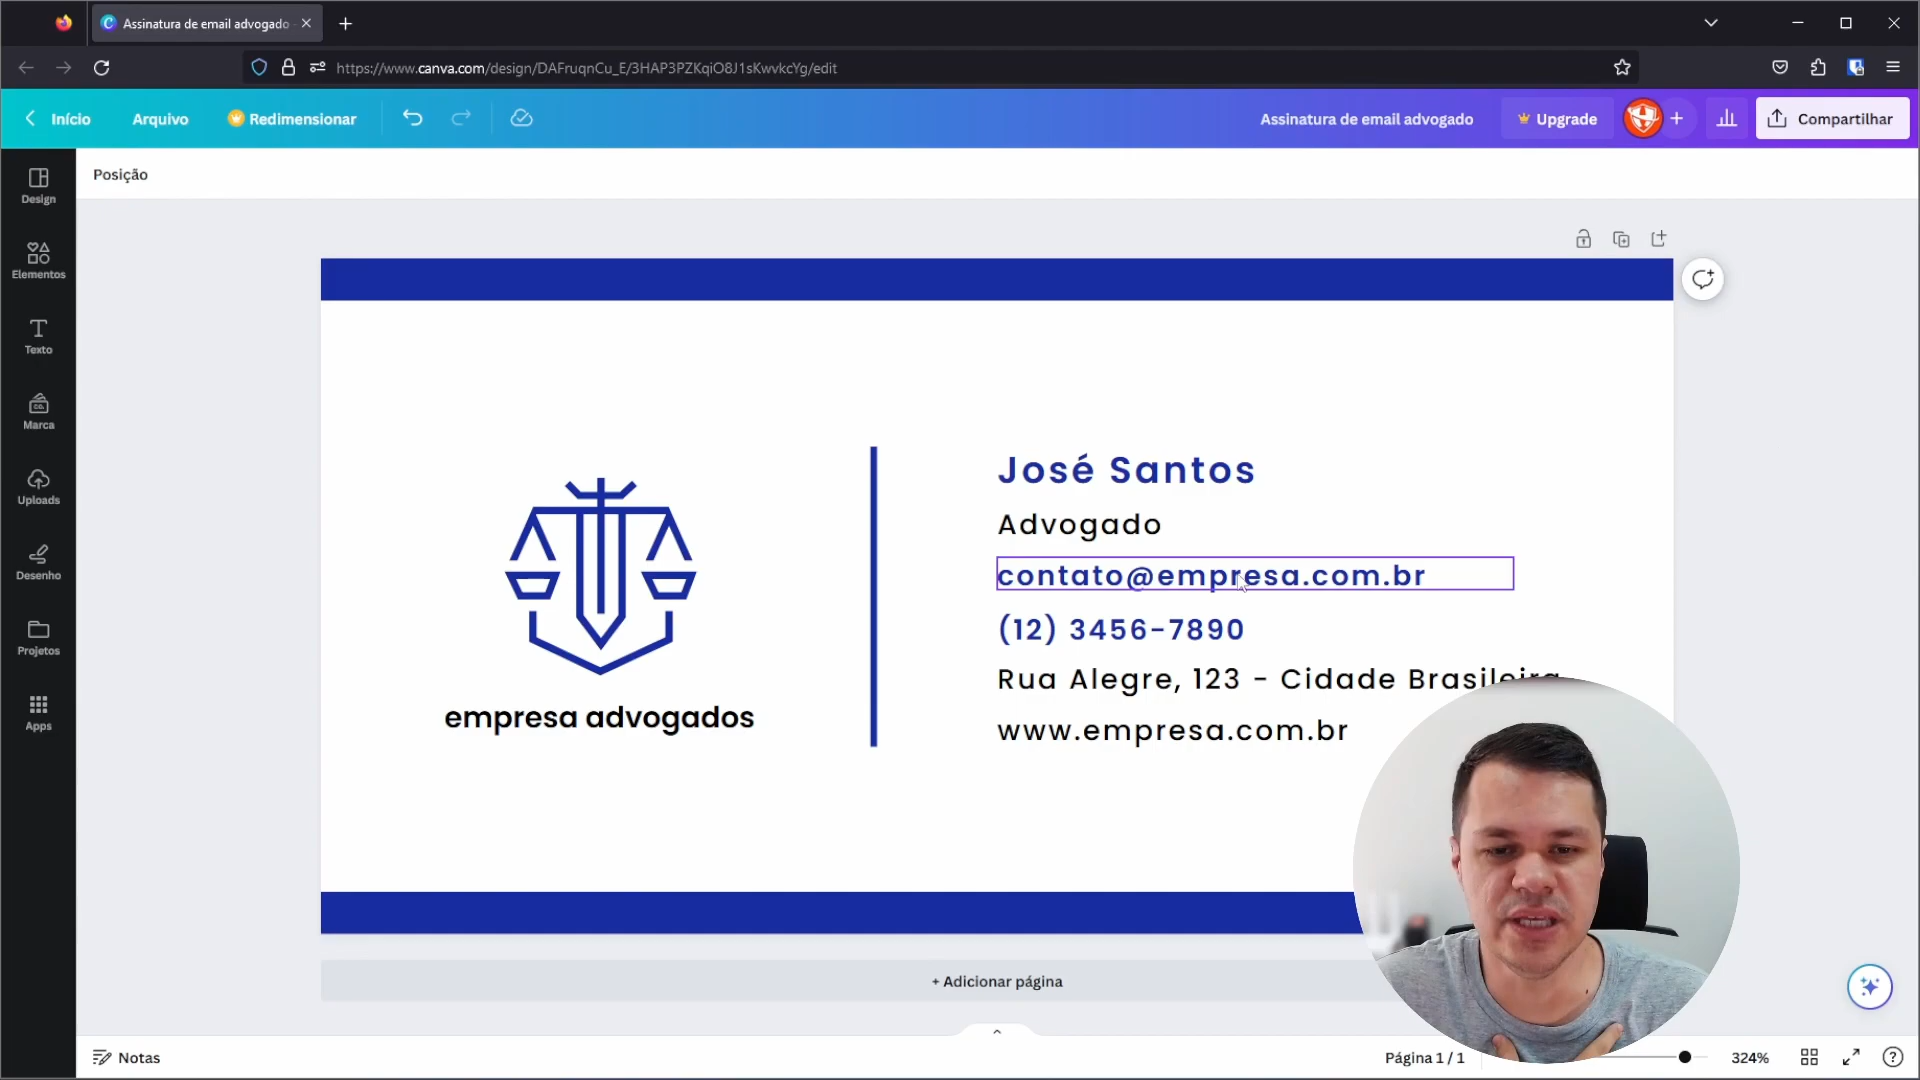 Assinatura de email advogado
https://www.canva.com/design/DAFruqnCu_E/3HAP3PZKqiO8J1sKwvkcYg/edit
Início Arquivo Redimensionar Assinatura de email advogado Upgrade Compartilhar
Posição
Design
Elementos
Texto
Marca
Uploads
Desenho
Projetos
Apps
empresa advogados
José Santos
Advogado
contato@empresa.com.br
(12) 3456-7890
Rua Alegre, 123 - Cidade Brasileira
www.empresa.com.br
+ Adicionar página
Notas
Página 1 / 1
324%